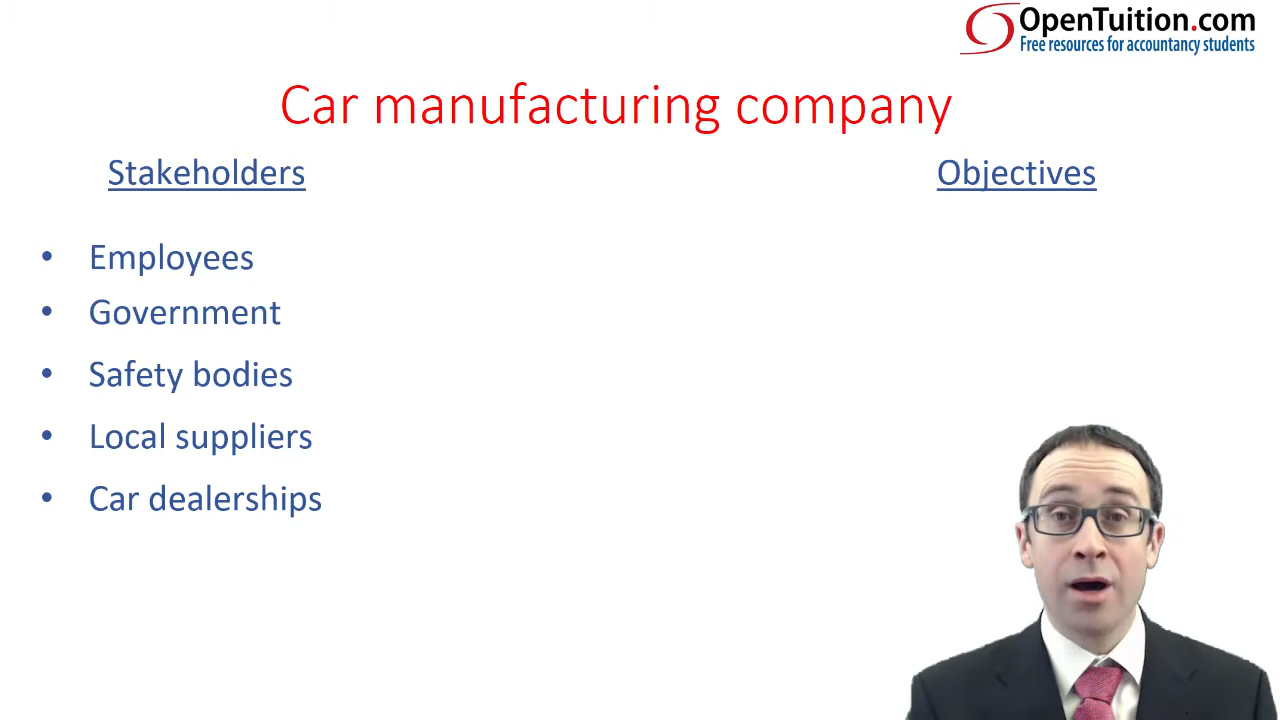 OpenTuition.com
Free resources for accountancy students
Car manufacturing company
Stakeholders
Objectives
• Employees
• Government
• Safety bodies
• Local suppliers
• Car dealerships